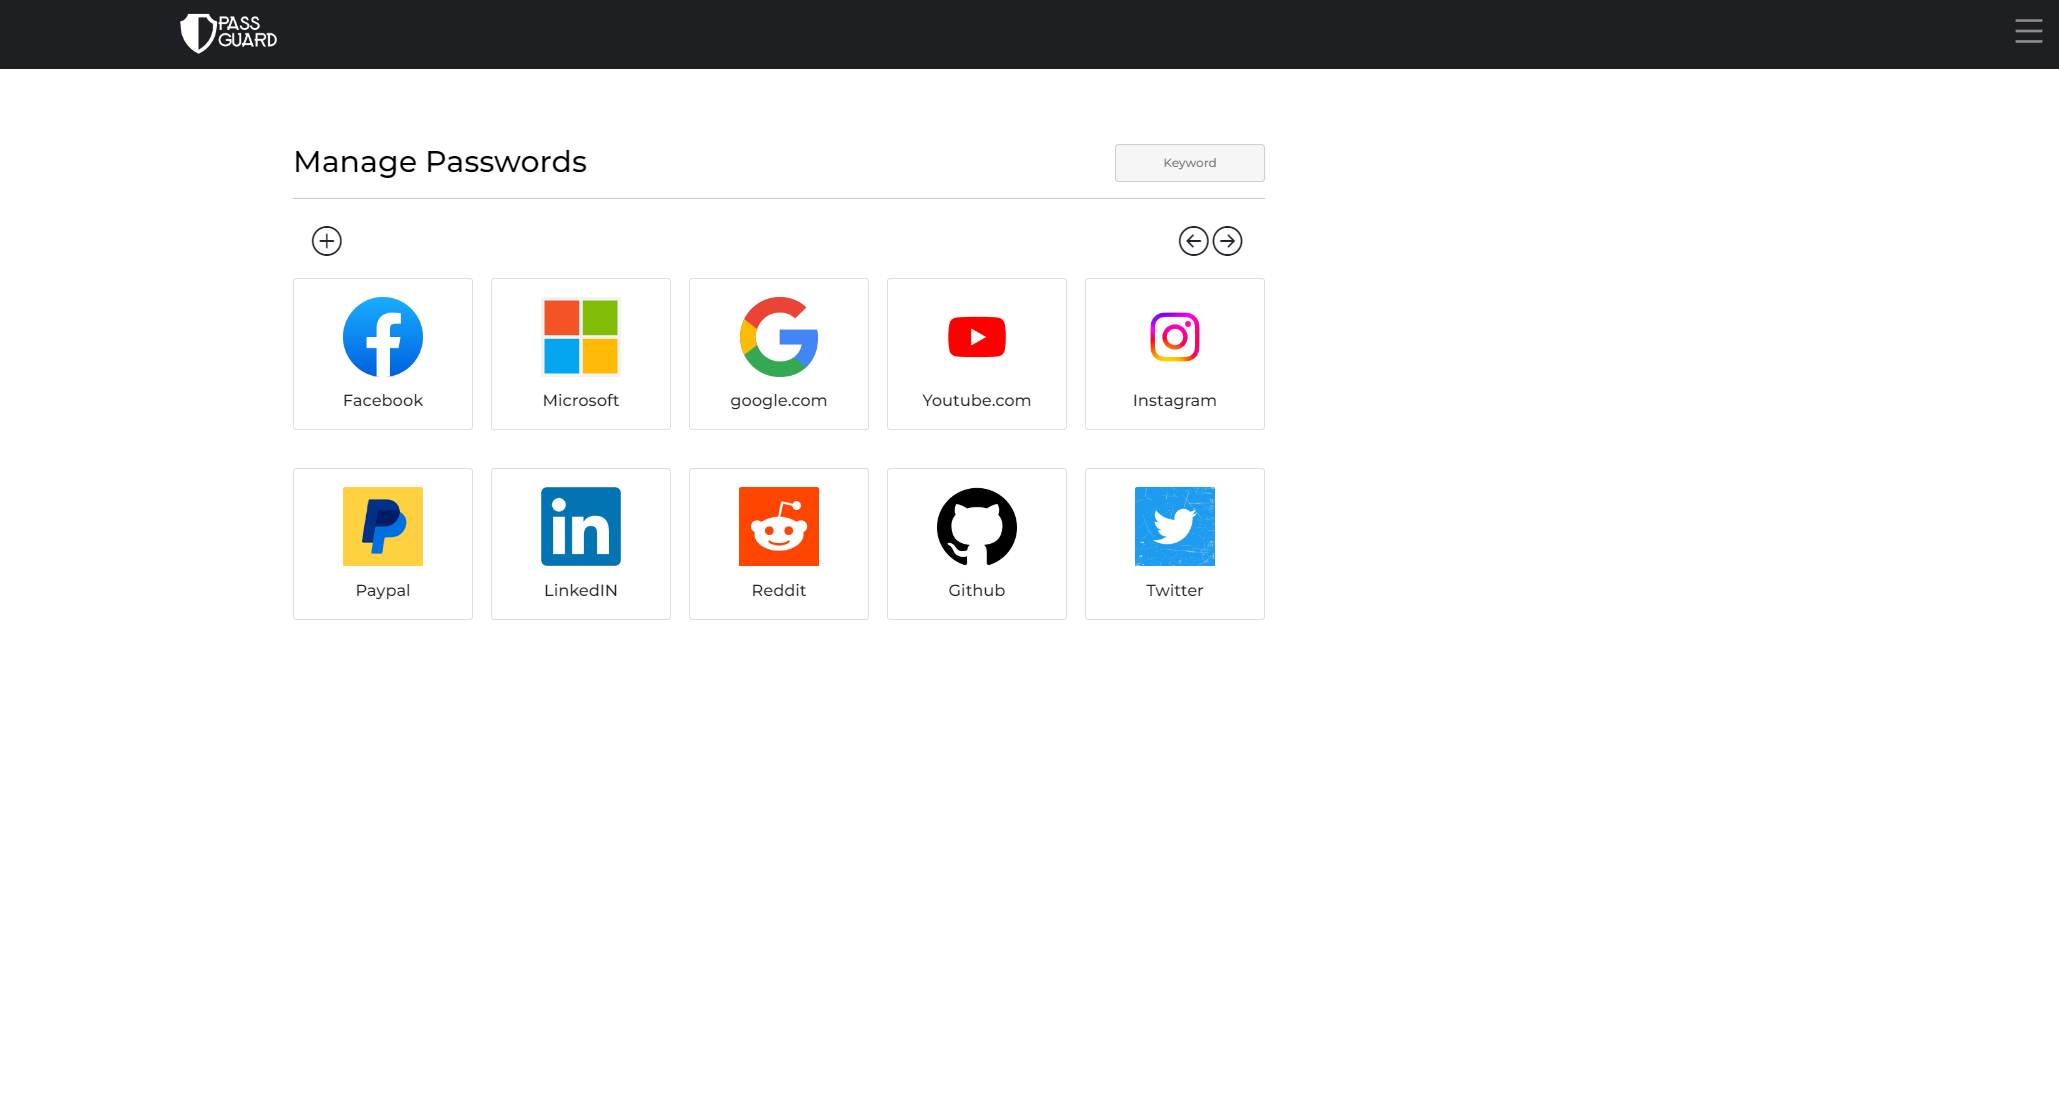 PASS
GUARD
Manage Passwords
Keyword
Facebook
Microsoft
google.com
Youtube.com
Instagram
Paypal
LinkedIN
Reddit
Github
Twitter